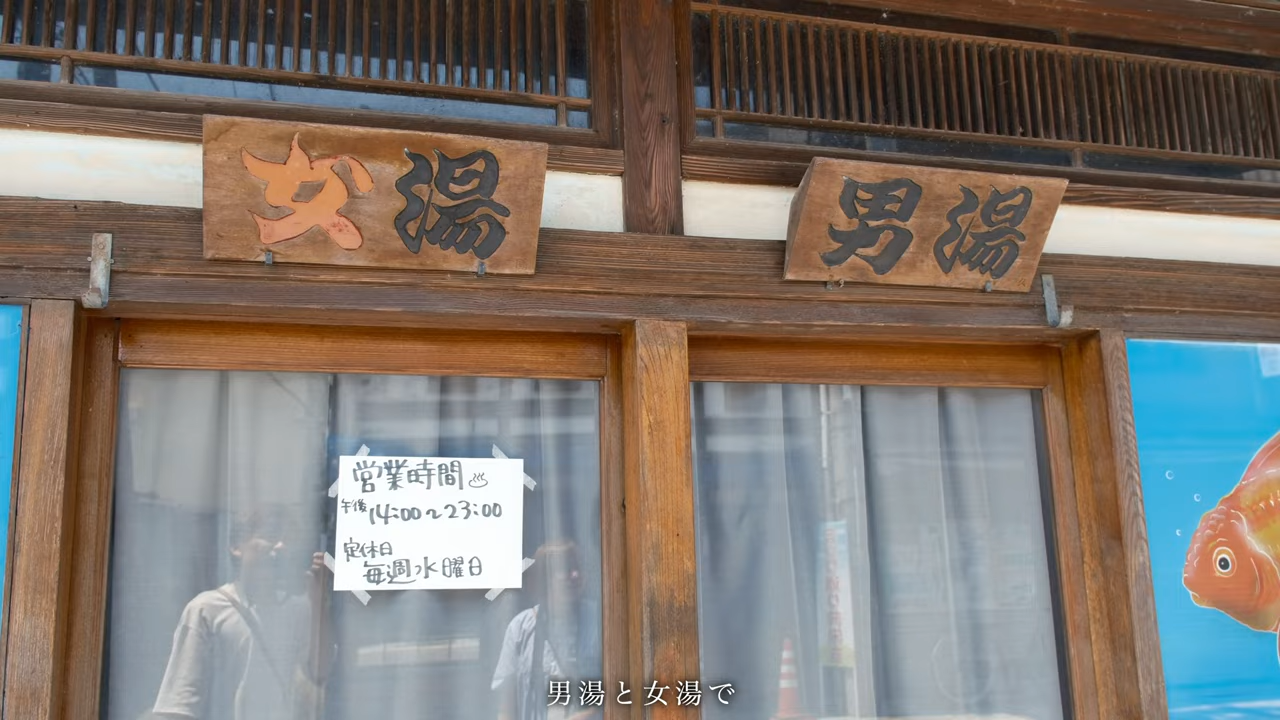 女湯
男湯
営業時間♨
午後14:00~23:00
定休日
毎週水曜日
男湯と女湯で